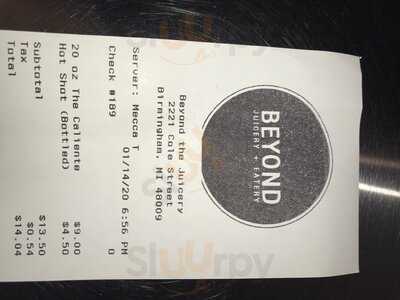 BEYOND
JUICERY + EATERY
Beyond the Juicery
2221 Cole Street
Birmingham, MI 48009
Server: Mecca T 01/14/20 6:56 PM
Check #189 0
20 oz The Caliente $9.00
Hot Shot (Bottled) $4.50
Subtotal $13.50
Tax $0.54
Total $14.04
Sluurpy
Sluurpy